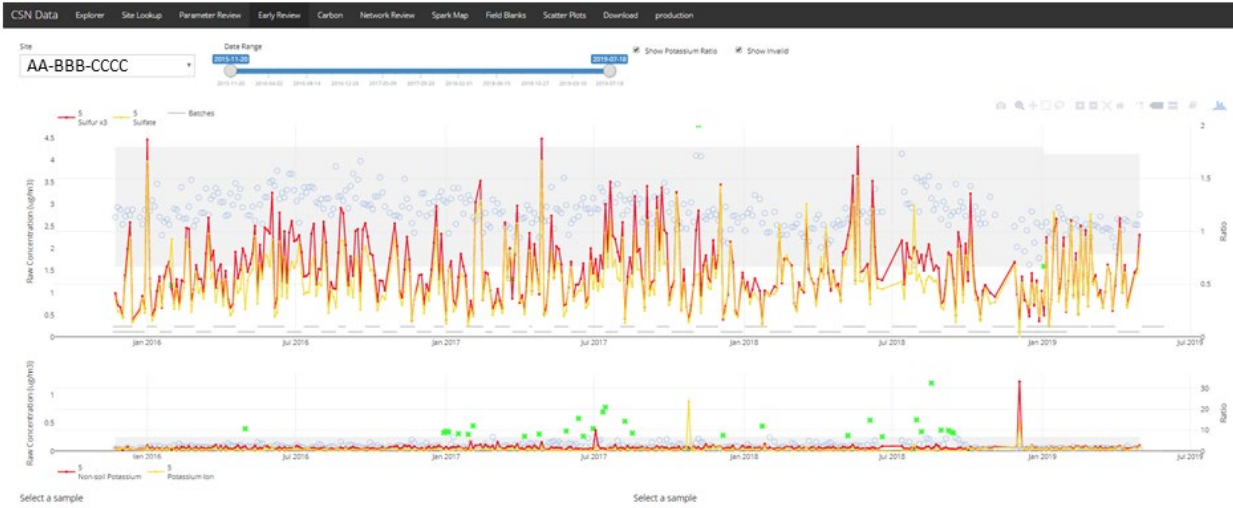 CSN Data Explorer Site Lookup Parameter Review Early Review Carbon Network Review Spark Map Field Blanks Scatter Plots Download production
Site
AA-BBB-CCCC
Date Range
2015-11-20 2019-07-18
Show Potassium Ratio Show Invalid
5 Sulfur x3 5 Sulfate Batches
Raw Concentration (ug/m3)
4.5
4
3.5
3
2.5
2
1.5
1
0.5
0
2
1.5
1
0.5
0
Ratio
Jan 2016 Jul 2016 Jan 2017 Jul 2017 Jan 2018 Jul 2018 Jan 2019 Jul 2019
Raw Concentration (ug/m3)
1
0.5
0
30
20
10
0
Ratio
Jan 2016 Jul 2016 Jan 2017 Jul 2017 Jan 2018 Jul 2018 Jan 2019 Jul 2019
5 Non-soil Potassium 5 Potassium Ion
Select a sample Select a sample